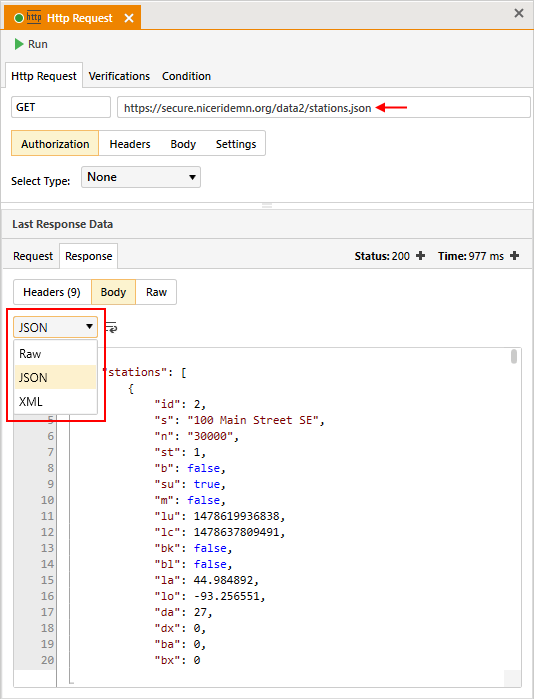 http Http Request
Run
Http Request Verifications Condition
GET https://secure.niceridemn.org/data2/stations.json
Authorization Headers Body Settings
Select Type: None
Last Response Data
Request Response Status: 200 Time: 977 ms
Headers (9) Body Raw
JSON
Raw
JSON
XML
"stations": [
{
5 "id": 2,
"s": "100 Main Street SE",
6 "n": "30000",
7 "st": 1,
8 "b": false,
9 "su": true,
10 "m": false,
11 "lu": 1478619936838,
12 "lc": 1478637809491,
13 "bk": false,
14 "bl": false,
15 "la": 44.984892,
16 "lo": -93.256551,
17 "da": 27,
18 "dx": 0,
19 "ba": 0,
20 "bx": 0